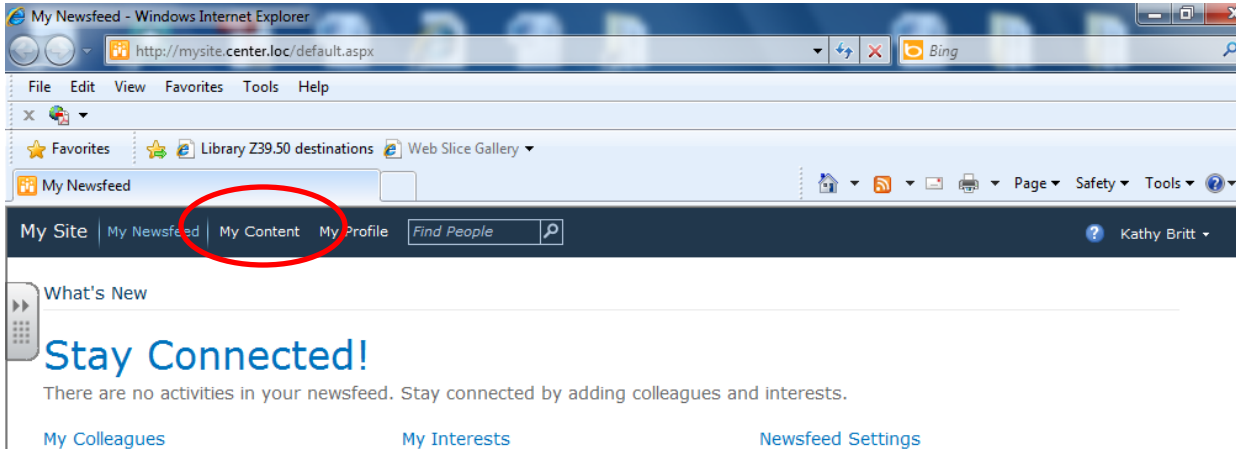 My Newsfeed - Windows Internet Explorer
http://mysite.center.loc/default.aspx Bing
File Edit View Favorites Tools Help
x
Favorites Library Z39.50 destinations Web Slice Gallery
My Newsfeed Page Safety Tools
My Site My Newsfeed My Content My Profile Find People Kathy Britt
What's New
Stay Connected!
There are no activities in your newsfeed. Stay connected by adding colleagues and interests.
My Colleagues My Interests Newsfeed Settings